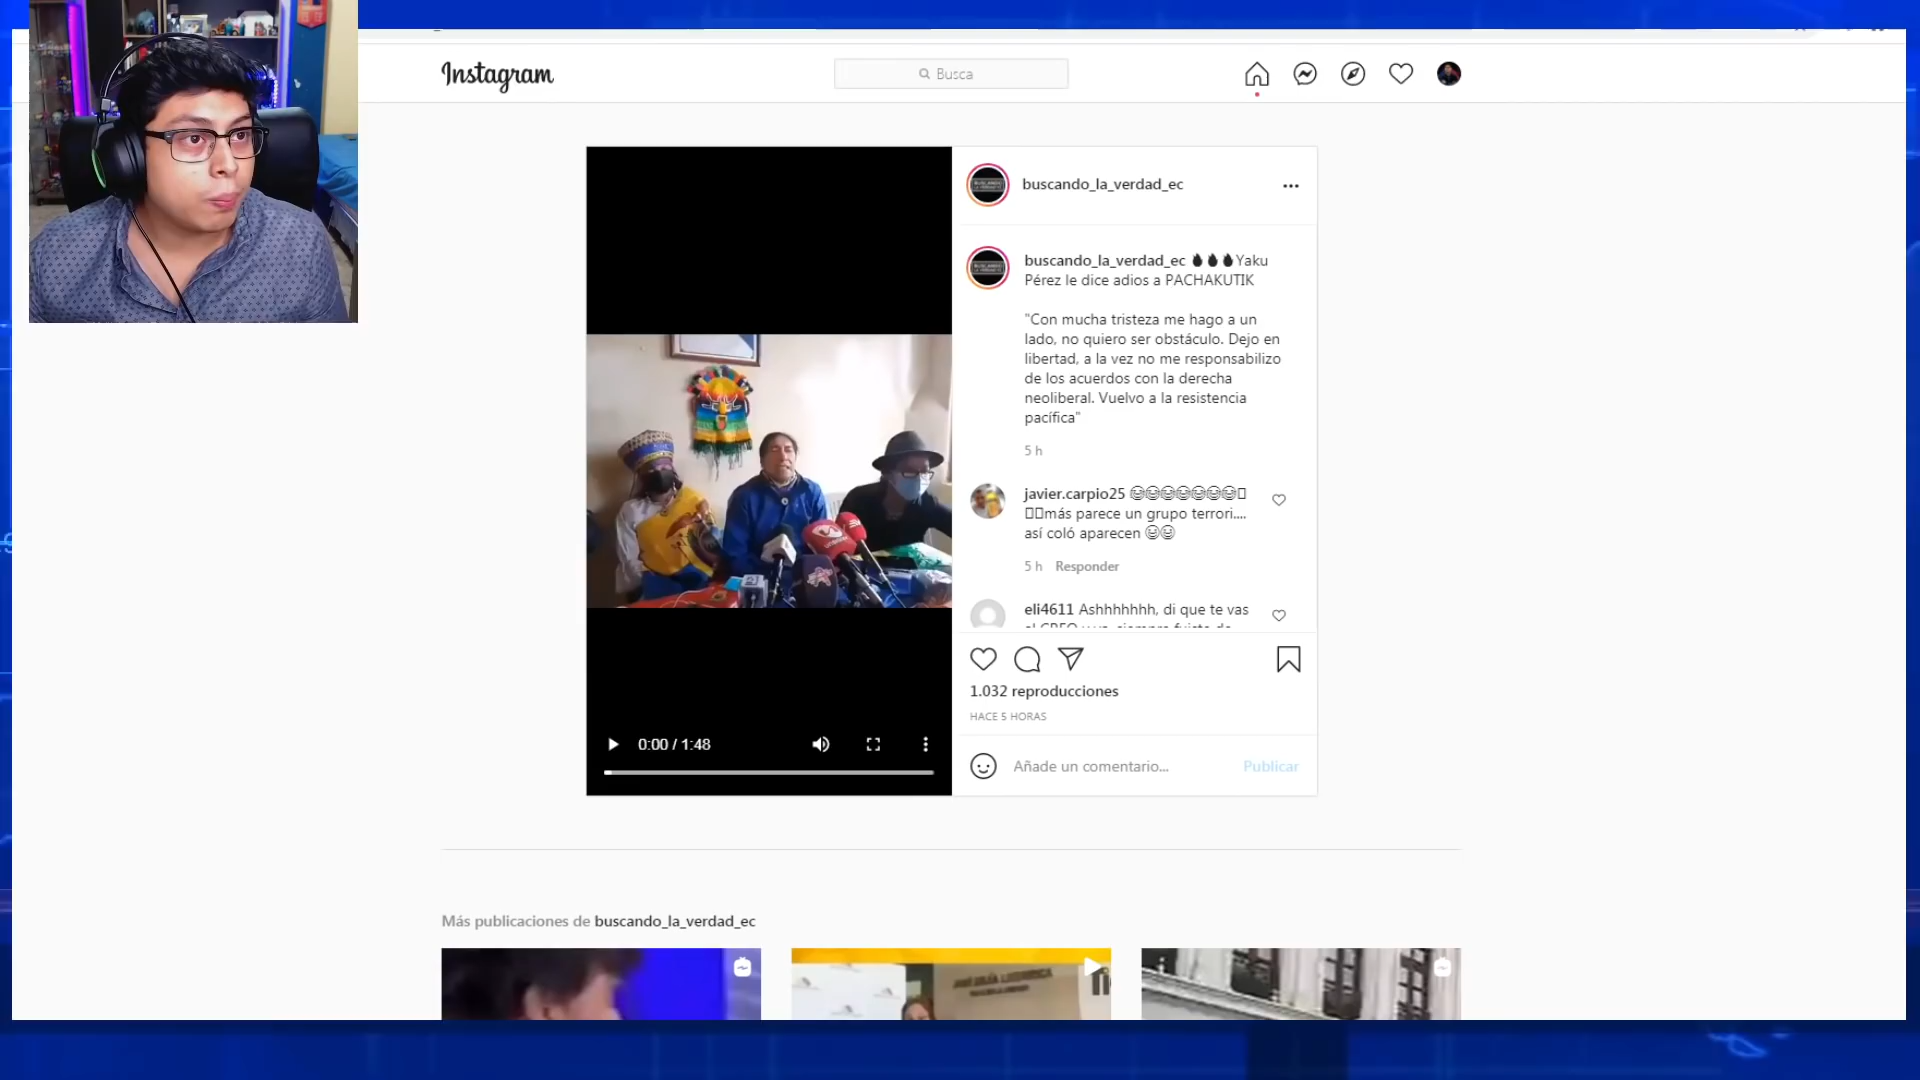 Instagram
Busca
buscando_la_verdad_ec
buscando_la_verdad_ec 🔥🔥🔥Yaku
Pérez le dice adios a PACHAKUTIK
"Con mucha tristeza me hago a un
lado, no quiero ser obstáculo. Dejo en
libertad, a la vez no me responsabilizo
de los acuerdos con la derecha
neoliberal. Vuelvo a la resistencia
pacífica"
5 h
javier.carpio25
más parece un grupo terrori....
así coló aparecen
5 h Responder
eli4611 Ashhhhhhh, di que te vas
1.032 reproducciones
HACE 5 HORAS
Añade un comentario... Publicar
0:00 / 1:48
Más publicaciones de buscando_la_verdad_ec